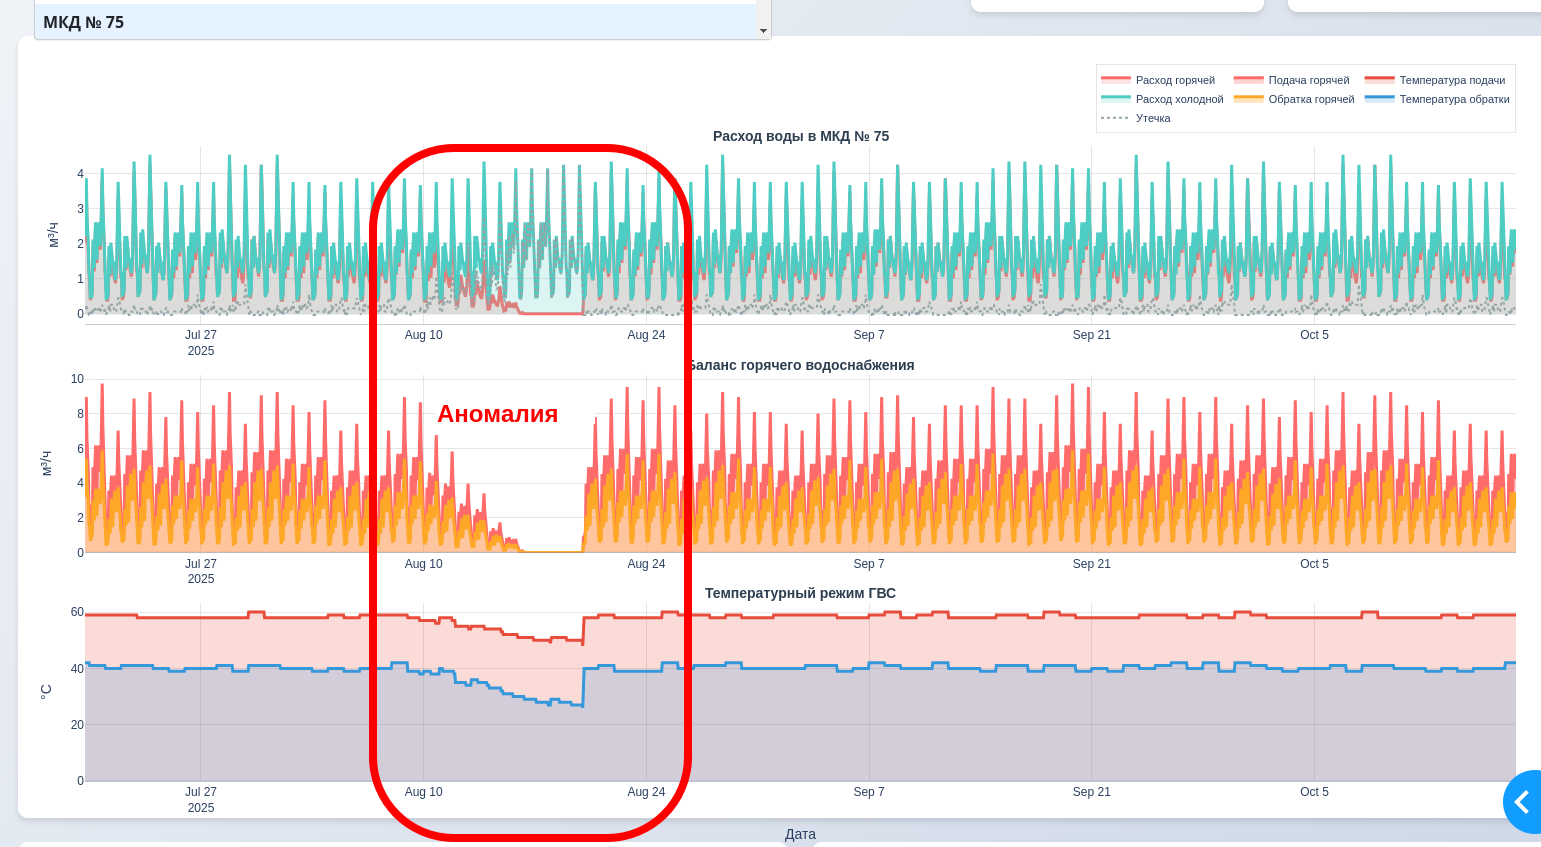 МКД № 75
Расход горячей
Подача горячей
Температура подачи
Расход холодной
Обратка горячей
Температура обратки
Утечка
Расход воды в МКД № 75
м³/ч
4
3
2
1
0
Jul 27
2025
Aug 10
Aug 24
Sep 7
Sep 21
Oct 5
Баланс горячего водоснабжения
м³/ч
10
8
6
4
2
0
Аномалия
Jul 27
2025
Aug 10
Aug 24
Sep 7
Sep 21
Oct 5
Температурный режим ГВС
°C
60
40
20
0
Jul 27
2025
Aug 10
Aug 24
Sep 7
Sep 21
Oct 5
Дата